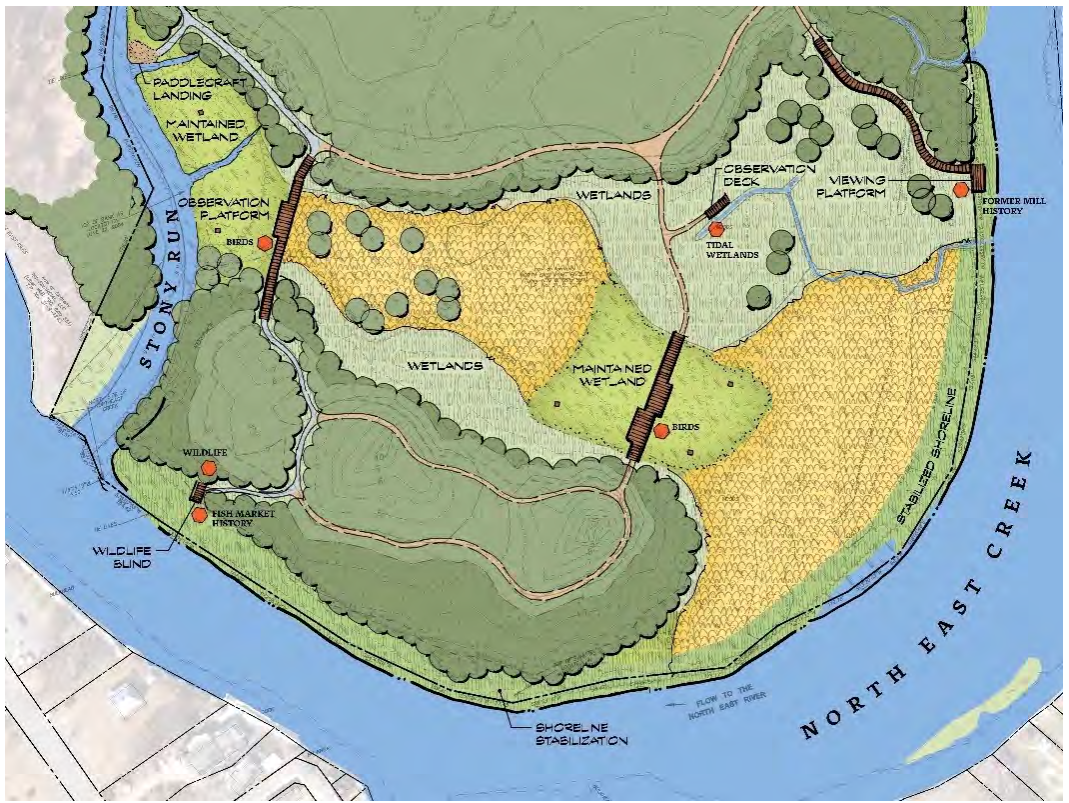 PADDLECRAFT
LANDING
MAINTAINED
WETLAND
OBSERVATION
PLATFORM
BIRDS
STONY RUN
WETLANDS
OBSERVATION
DECK
TIDAL
WETLANDS
VIEWING
PLATFORM
FORMER MILL
HISTORY
WETLANDS
MAINTAINED
WETLAND
BIRDS
STABILIZED SHORELINE
WILDLIFE
FISH MARKET
HISTORY
WILDLIFE
BLIND
NORTH EAST CREEK
FLOW TO THE
NORTH EAST RIVER
SHORELINE
STABILIZATION